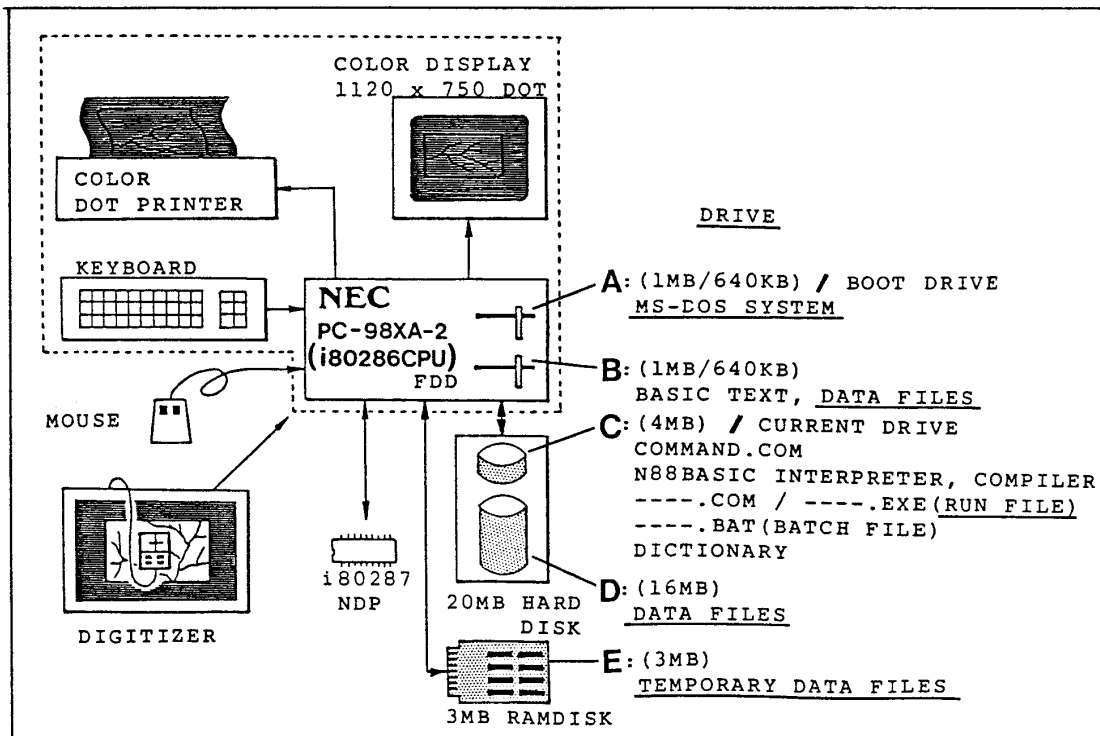 COLOR DISPLAY
1120 x 750 DOT
COLOR
DOT PRINTER
KEYBOARD
NEC
PC-98XA-2
(i80286CPU)
FDD
MOUSE
DIGITIZER
i80287
NDP
20MB HARD
DISK
3MB RAMDISK
DRIVE
A: (1MB/640KB) / BOOT DRIVE
MS-DOS SYSTEM
B: (1MB/640KB)
BASIC TEXT, DATA FILES
C: (4MB) / CURRENT DRIVE
COMMAND.COM
N88BASIC INTERPRETER, COMPILER
----.COM / ----.EXE(RUN FILE)
----.BAT(BATCH FILE)
DICTIONARY
D: (16MB)
DATA FILES
E: (3MB)
TEMPORARY DATA FILES